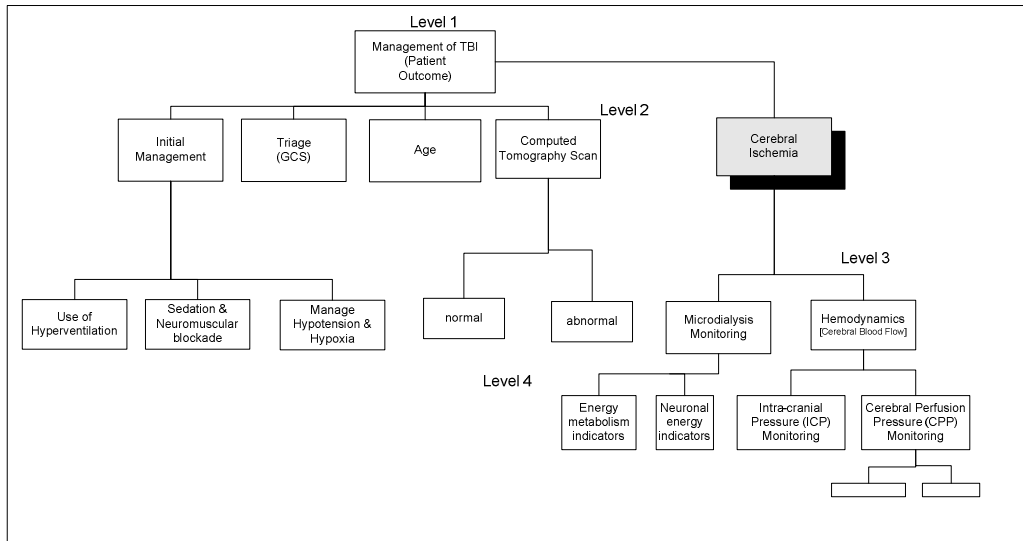 Level 1
Management of TBI
(Patient
Outcome)
Level 2
Initial
Management
Triage
(GCS)
Age
Computed
Tomography Scan
Cerebral
Ischemia
Level 3
Use of
Hyperventilation
Sedation &
Neuromuscular
blockade
Manage
Hypotension &
Hypoxia
normal
abnormal
Microdialysis
Monitoring
Hemodynamics
[Cerebral Blood Flow]
Level 4
Energy
metabolism
indicators
Neuronal
energy
indicators
Intra-cranial
Pressure (ICP)
Monitoring
Cerebral Perfusion
Pressure (CPP)
Monitoring